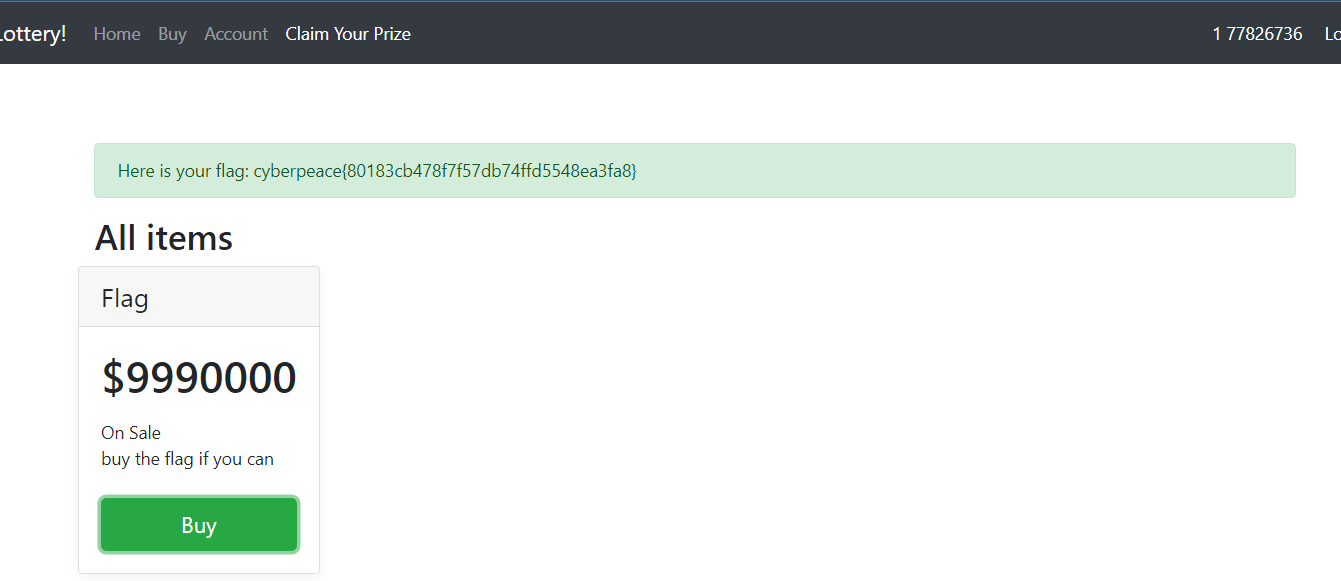 Lottery! Home Buy Account Claim Your Prize 1 77826736 Lo
Here is your flag: cyberpeace{80183cb478f7f57db74ffd5548ea3fa8}
All items
Flag
$9990000
On Sale
buy the flag if you can
Buy